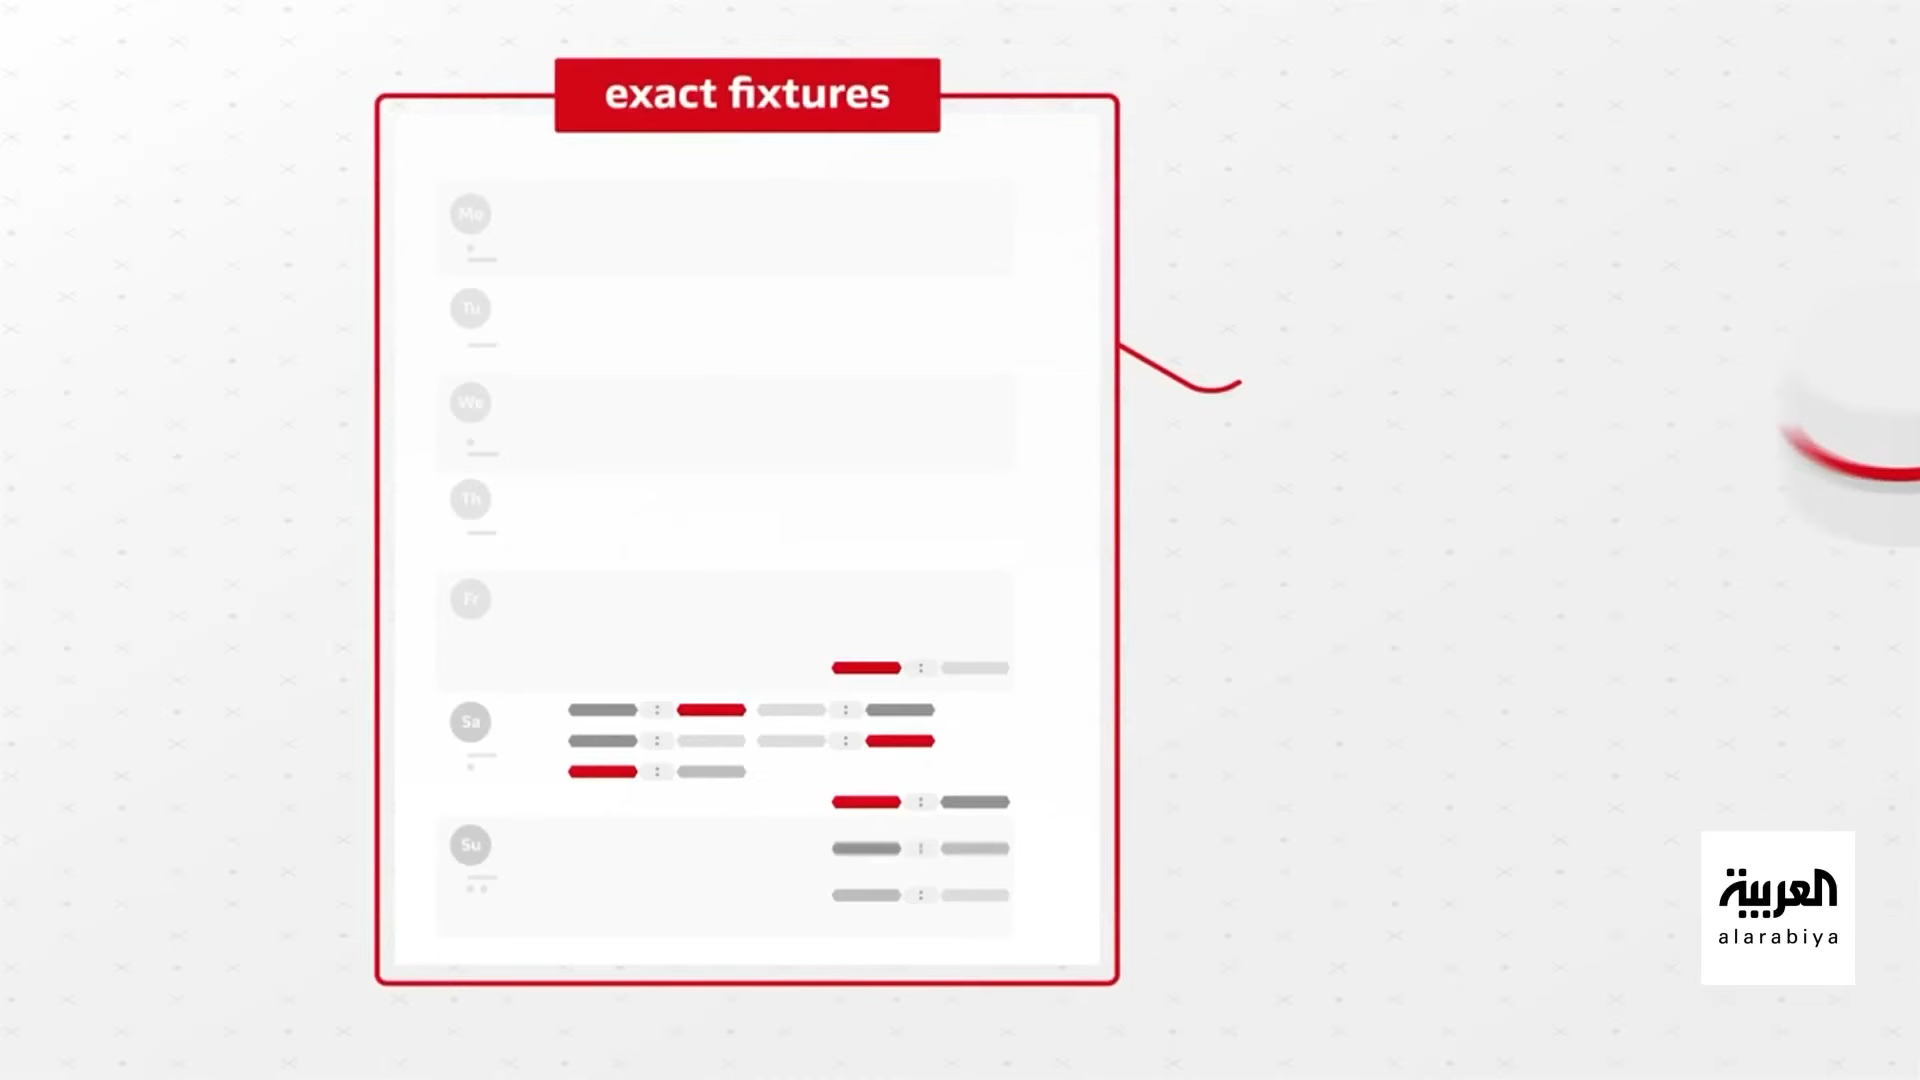 exact fixtures
Mo
Tu
We
Th
Fr
Sa
Su
العربية
alarabiya